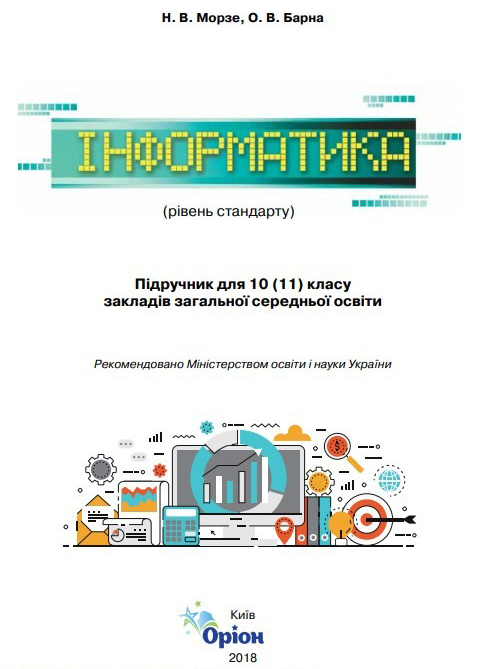 Н. В. Морзе, О. В. Барна
ІНФОРМАТИКА
(рівень стандарту)
Підручник для 10 (11) класу
закладів загальної середньої освіти
Рекомендовано Міністерством освіти і науки України
Київ
Оріон
2018